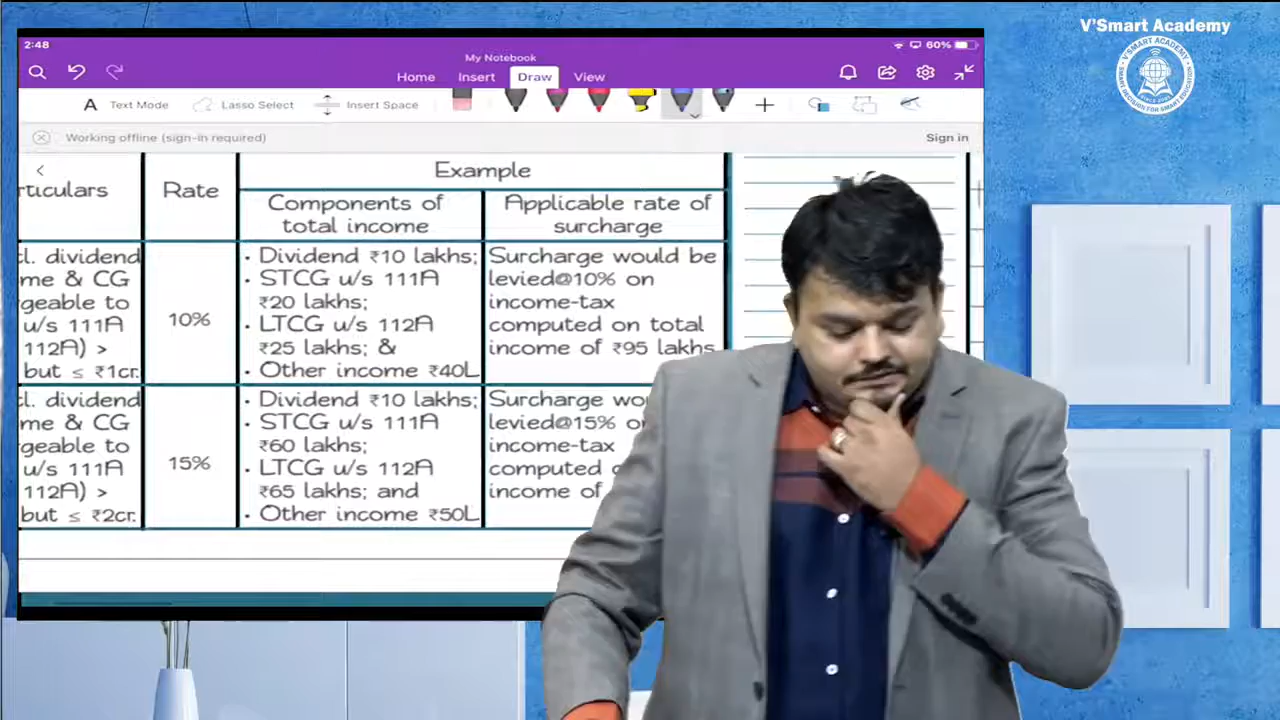 V'Smart Academy
V'SMART ACADEMY
2:48
60%
My Notebook
Home Insert Draw View
A Text Mode Lasso Select Insert Space
Working offline (sign-in required) Sign in
rticulars
Rate
Example
Components of
total income
Applicable rate of
surcharge
cl. dividend
me & CG
geable to
u/s 111A
112A) >
but ≤ ₹1cr.
10%
• Dividend ₹10 lakhs;
• STCG u/s 111A
₹20 lakhs;
• LTCG u/s 112A
₹25 lakhs; &
• Other income ₹40L
Surcharge would be
levied@10% on
income-tax
computed on total
income of ₹95 lakhs
cl. dividend
me & CG
geable to
u/s 111A
112A) >
but ≤ ₹2cr.
15%
• Dividend ₹10 lakhs;
• STCG u/s 111A
₹60 lakhs;
• LTCG u/s 112A
₹65 lakhs; and
• Other income ₹50L
Surcharge wou
levied@15% o
income-tax
computed
income of